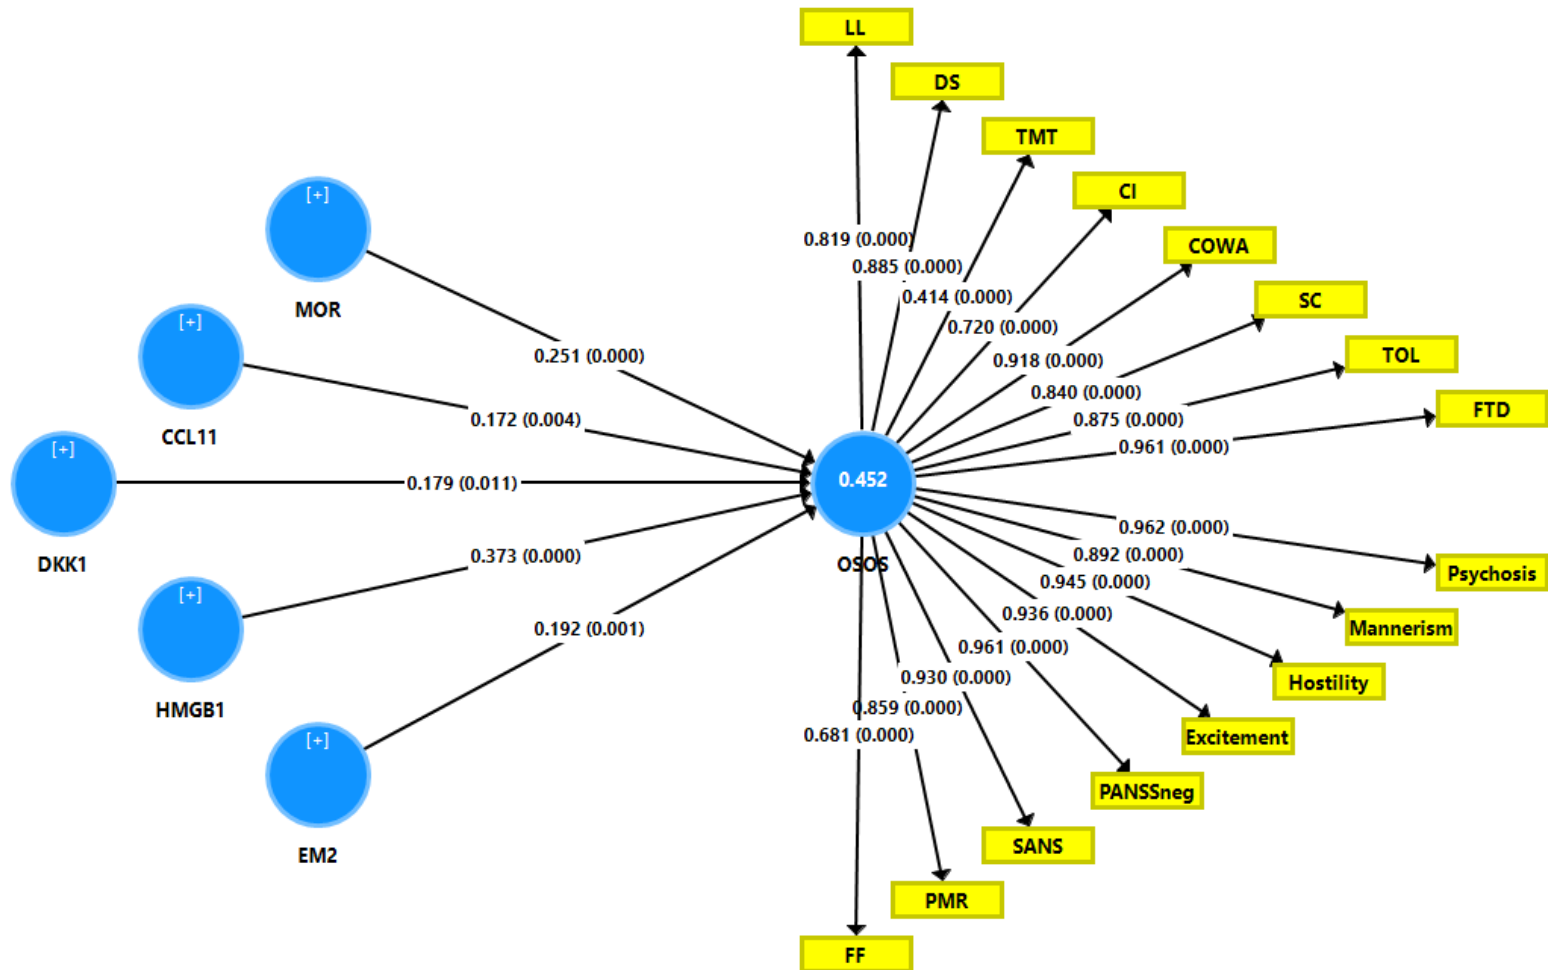 LL
DS
TMT
CI
COWA
SC
TOL
FTD
[+]
MOR
[+]
CCL11
[+]
DKK1
[+]
HMGB1
[+]
EM2
0.251 (0.000)
0.172 (0.004)
0.179 (0.011)
0.373 (0.000)
0.192 (0.001)
0.452
OSOS
0.819 (0.000)
0.885 (0.000)
0.414 (0.000)
0.720 (0.000)
0.918 (0.000)
0.840 (0.000)
0.875 (0.000)
0.961 (0.000)
0.962 (0.000)
0.892 (0.000)
0.945 (0.000)
0.936 (0.000)
0.961 (0.000)
0.930 (0.000)
0.859 (0.000)
0.681 (0.000)
Psychosis
Mannerism
Hostility
Excitement
PANSSneg
SANS
PMR
FF